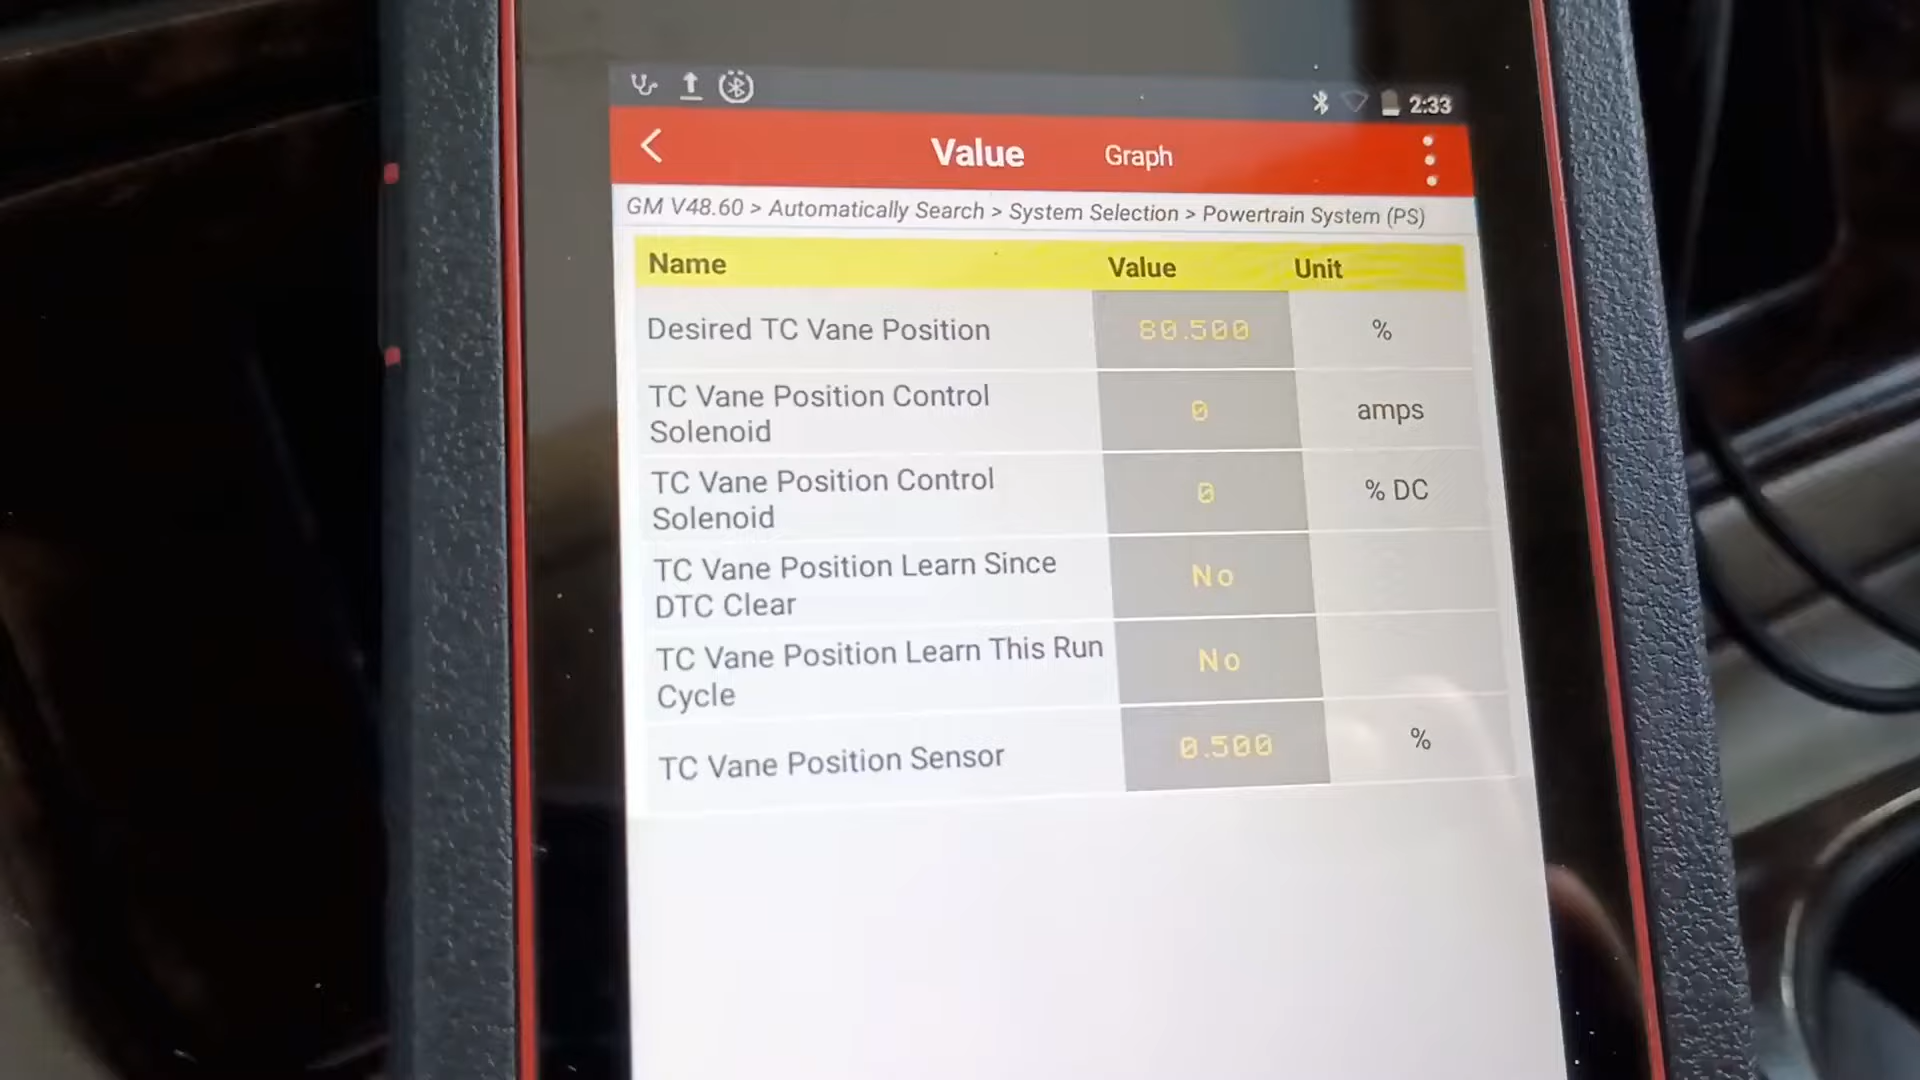 2:33
Value Graph
GM V48.60 > Automatically Search > System Selection > Powertrain System (PS)
Name Value Unit
Desired TC Vane Position 80.500 %
TC Vane Position Control
Solenoid 0 amps
TC Vane Position Control
Solenoid 0 % DC
TC Vane Position Learn Since
DTC Clear No
TC Vane Position Learn This Run
Cycle No
TC Vane Position Sensor 0.500 %